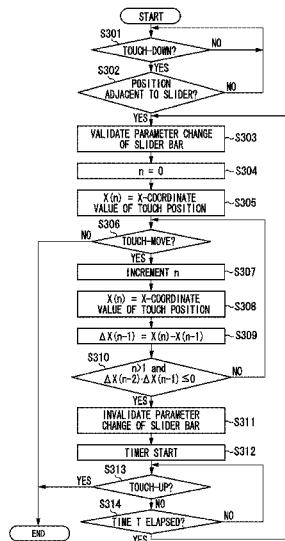 START
S301
TOUCH-DOWN?
NO
YES
S302
POSITION
ADJACENT TO SLIDER?
NO
YES
VALIDATE PARAMETER CHANGE
OF SLIDER BAR
S303
n = 0
S304
X(n) = X-COORDINATE
VALUE OF TOUCH POSITION
S305
S306
NO
TOUCH-MOVE?
YES
INCREMENT n
S307
X(n) = X-COORDINATE
VALUE OF TOUCH POSITION
S308
ΔX(n-1) = X(n)-X(n-1)
S309
S310
n>1 and
ΔX(n-2)·ΔX(n-1)≤0
NO
YES
INVALIDATE PARAMETER
CHANGE OF SLIDER BAR
S311
TIMER START
S312
S313
YES
TOUCH-UP?
NO
S314
TIME T ELAPSED?
NO
END
YES